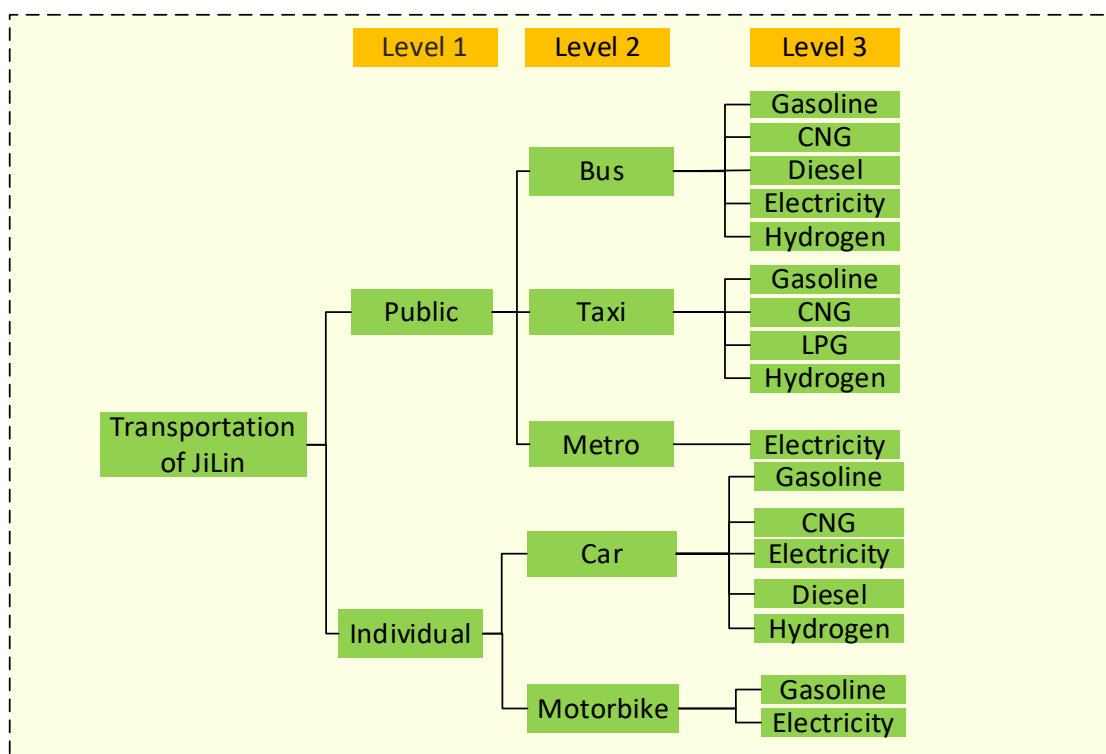 Level 1
Level 2
Level 3
Gasoline
CNG
Bus
Diesel
Electricity
Hydrogen
Gasoline
Public
Taxi
CNG
LPG
Hydrogen
Transportation
of JiLin
Metro
Electricity
Gasoline
CNG
Car
Electricity
Diesel
Individual
Hydrogen
Motorbike
Gasoline
Electricity